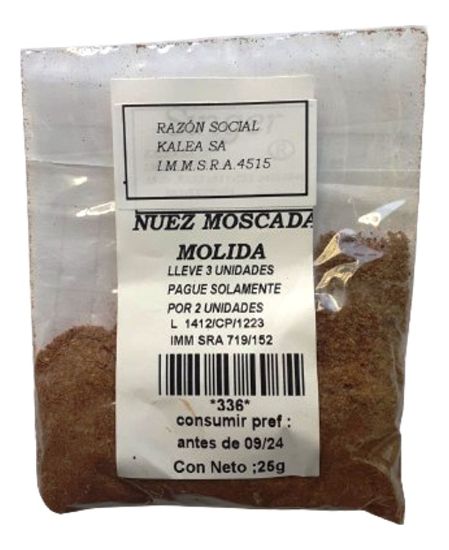 RAZÓN SOCIAL
KALEA SA
I.M M.S.R.A.4515
NUEZ MOSCADA
MOLIDA
LLEVE 3 UNIDADES
PAGUE SOLAMENTE
POR 2 UNIDADES
L 1412/CP/1223
IMM SRA 719/152
*336*
consumir pref :
antes de 09/24
Con Neto ;25g